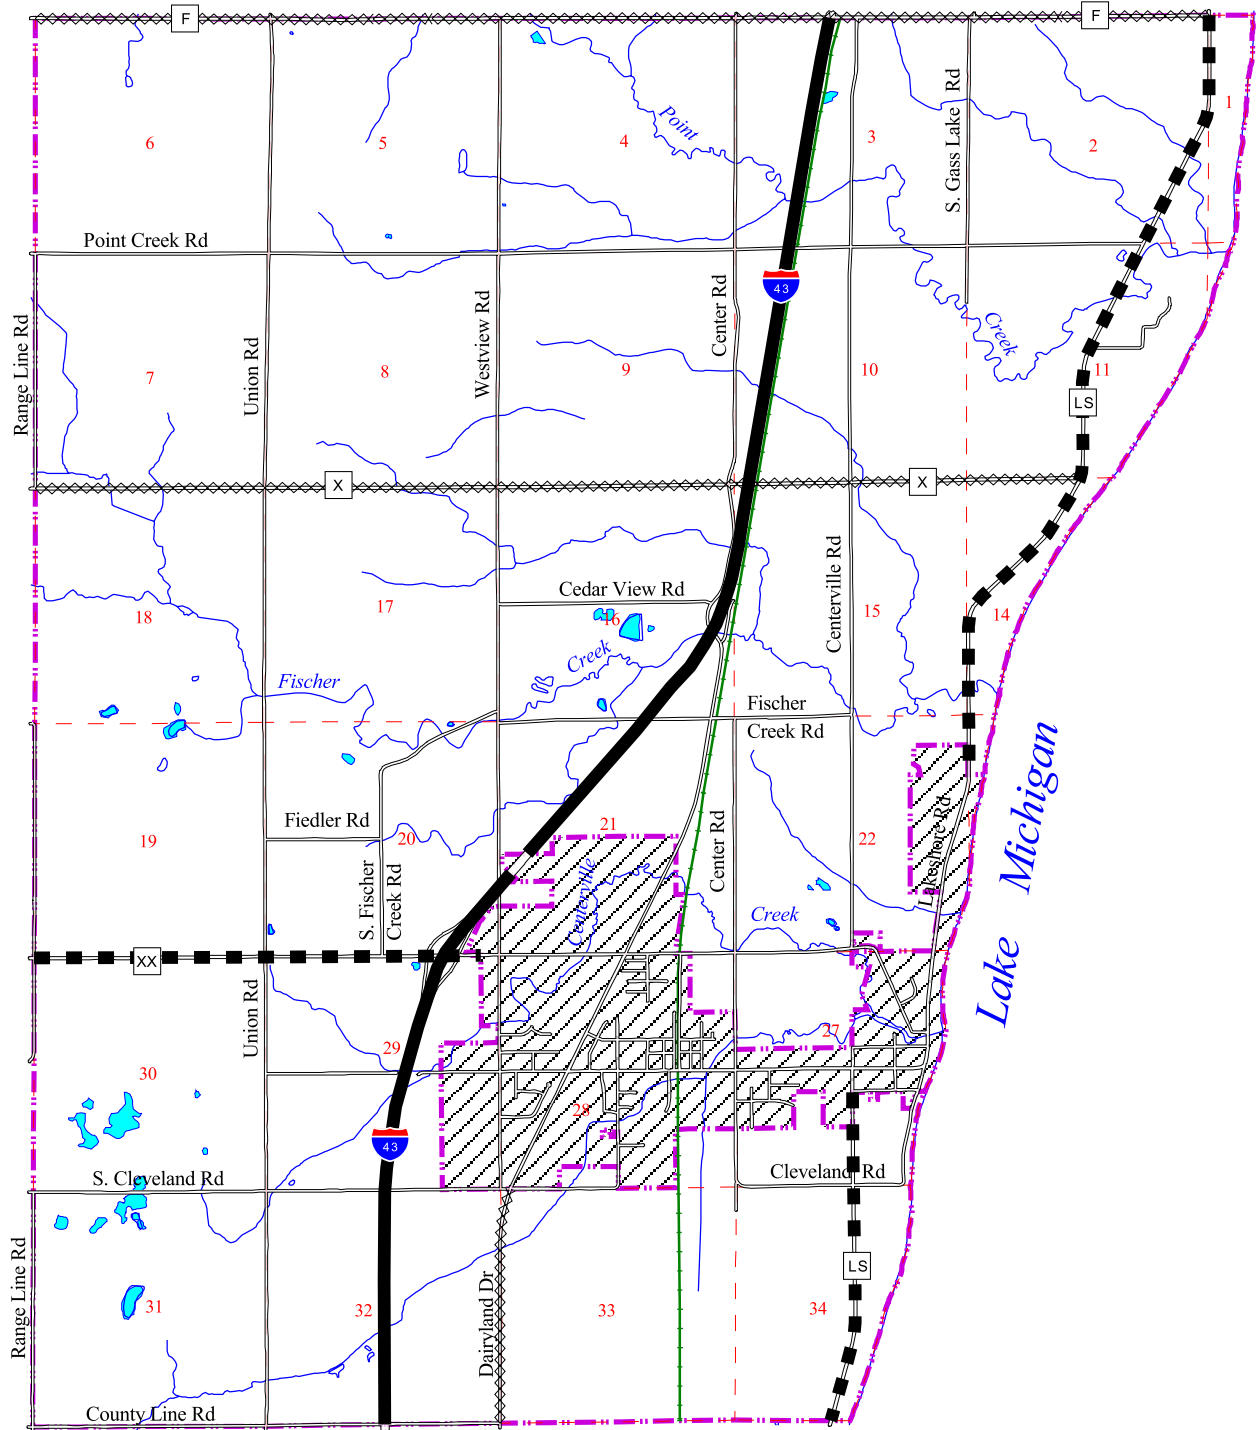 F
F
1
6
5
4
Point
3
S. Gass Lake Rd
2
Point Creek Rd
43
Range Line Rd
Union Rd
Westview Rd
Center Rd
Creek
7
8
9
10
11
LS
X
X
Cedar View Rd
Centerville Rd
18
17
16
15
14
Creek
Fischer
Fischer
Creek Rd
Lake Michigan
Fiedler Rd
19
20
21
22
S. Fischer
Creek Rd
Center Rd
Lakeshore Rd
Centerville
Creek
XX
Union Rd
29
27
30
28
43
S. Cleveland Rd
Cleveland Rd
Range Line Rd
Dairyland Dr
LS
31
32
33
34
County Line Rd